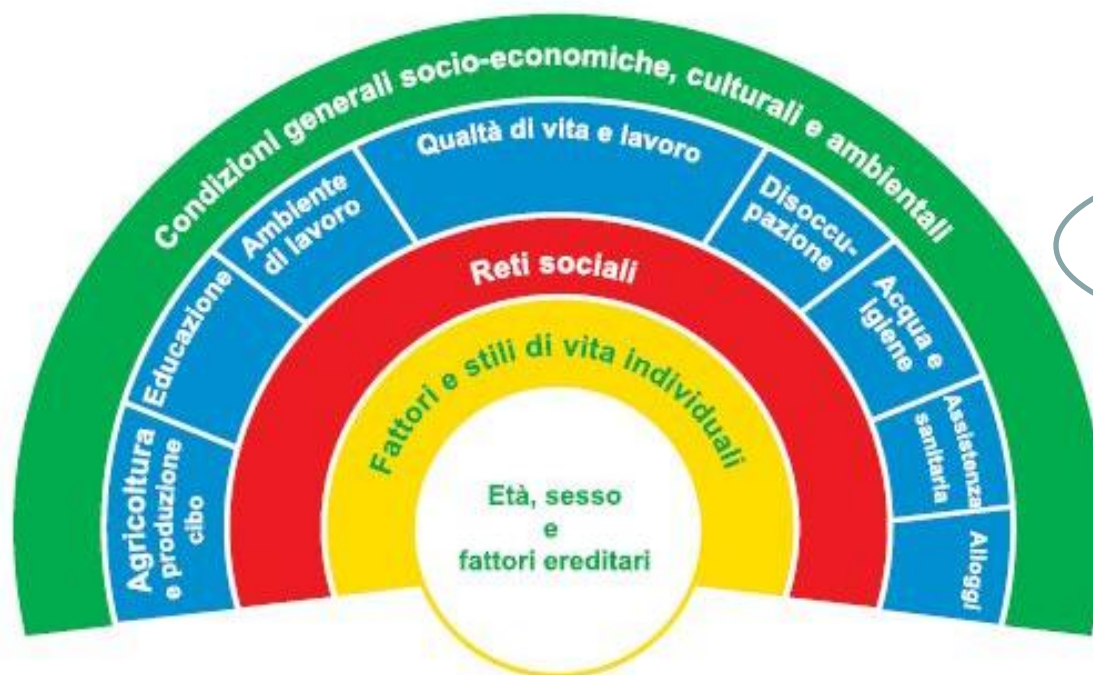 Condizioni generali socio-economiche, culturali e ambientali
Agricoltura
e produzione
cibo
Educazione
Ambiente
di lavoro
Qualtà di vita e lavoro
Disoccu-
pazione
Acqua e
igiene
Assistenza
sanitaria
Alloggi
Reti sociali
Fattori e stili di vita individuali
Età, sesso
e
fattori ereditari